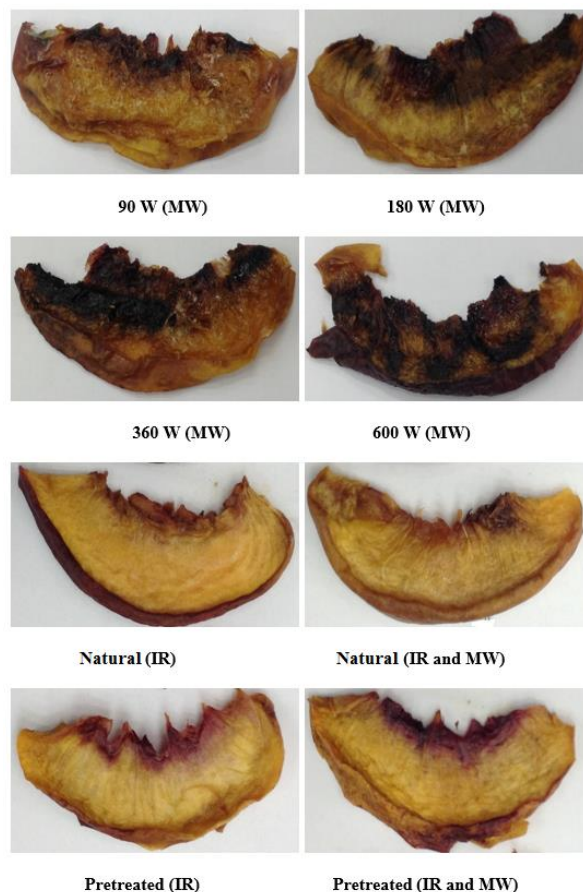 90 W (MW)
180 W (MW)
360 W (MW)
600 W (MW)
Natural (IR)
Natural (IR and MW)
Pretreated (IR)
Pretreated (IR and MW)